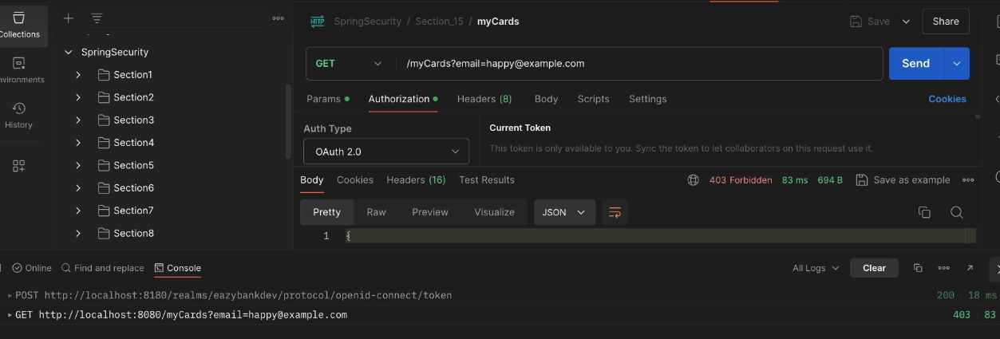 Collections
SpringSecurity / Section_15 / myCards
Save
Share
SpringSecurity
GET
/myCards?email=happy@example.com
Send
Section1
Environments
Section2
Params
Authorization
Headers (8)
Body
Scripts
Settings
Cookies
History
Section3
Auth Type
Current Token
Section4
OAuth 2.0
This token is only available to you. Sync the token to let collaborators on this request use it.
Section5
Body
Cookies
Headers (16)
Test Results
403 Forbidden
83 ms
694 B
Save as example
Section6
Section7
Pretty
Raw
Preview
Visualize
JSON
Section8
1
{
Online
Find and replace
Console
All Logs
Clear
POST http://localhost:8180/realms/eazybankdev/protocol/openid-connect/token 200 18 ms
GET http://localhost:8080/myCards?email=happy@example.com 403 83